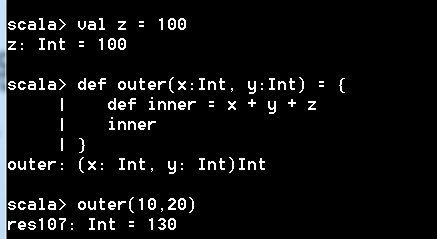 scala> val z = 100
z: Int = 100
scala> def outer(x:Int, y:Int) = {
     |    def inner = x + y + z
     |    inner
     | }
outer: (x: Int, y: Int)Int
scala> outer(10,20)
res107: Int = 130